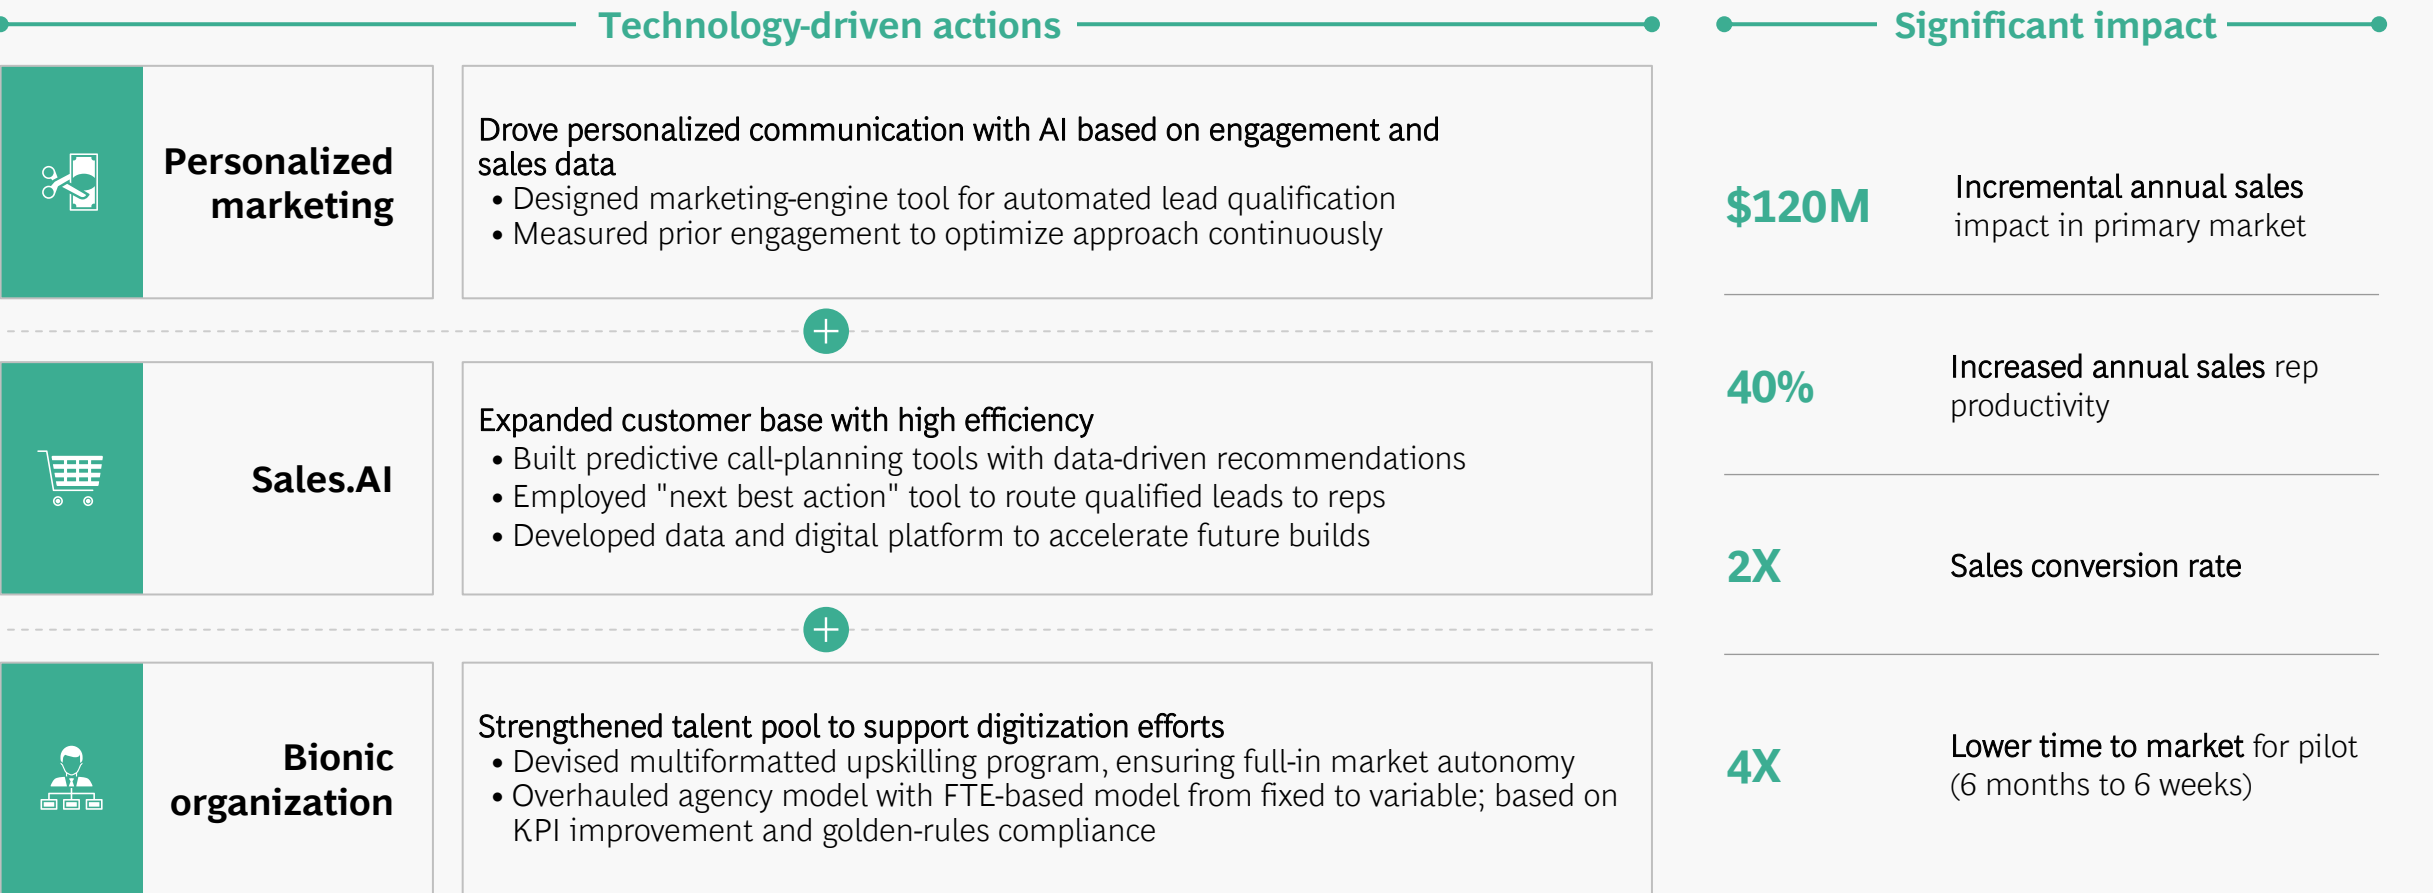 Technology-driven actions
Significant impact
Personalized
marketing
Drove personalized communication with AI based on engagement and
sales data
• Designed marketing-engine tool for automated lead qualification
• Measured prior engagement to optimize approach continuously
Sales.AI
Expanded customer base with high efficiency
• Built predictive call-planning tools with data-driven recommendations
• Employed "next best action" tool to route qualified leads to reps
• Developed data and digital platform to accelerate future builds
Bionic
organization
Strengthened talent pool to support digitization efforts
• Devised multiformatted upskilling program, ensuring full-in market autonomy
• Overhauled agency model with FTE-based model from fixed to variable; based on
KPI improvement and golden-rules compliance
$120M
Incremental annual sales
impact in primary market
40%
Increased annual sales rep
productivity
2X
Sales conversion rate
4X
Lower time to market for pilot
(6 months to 6 weeks)